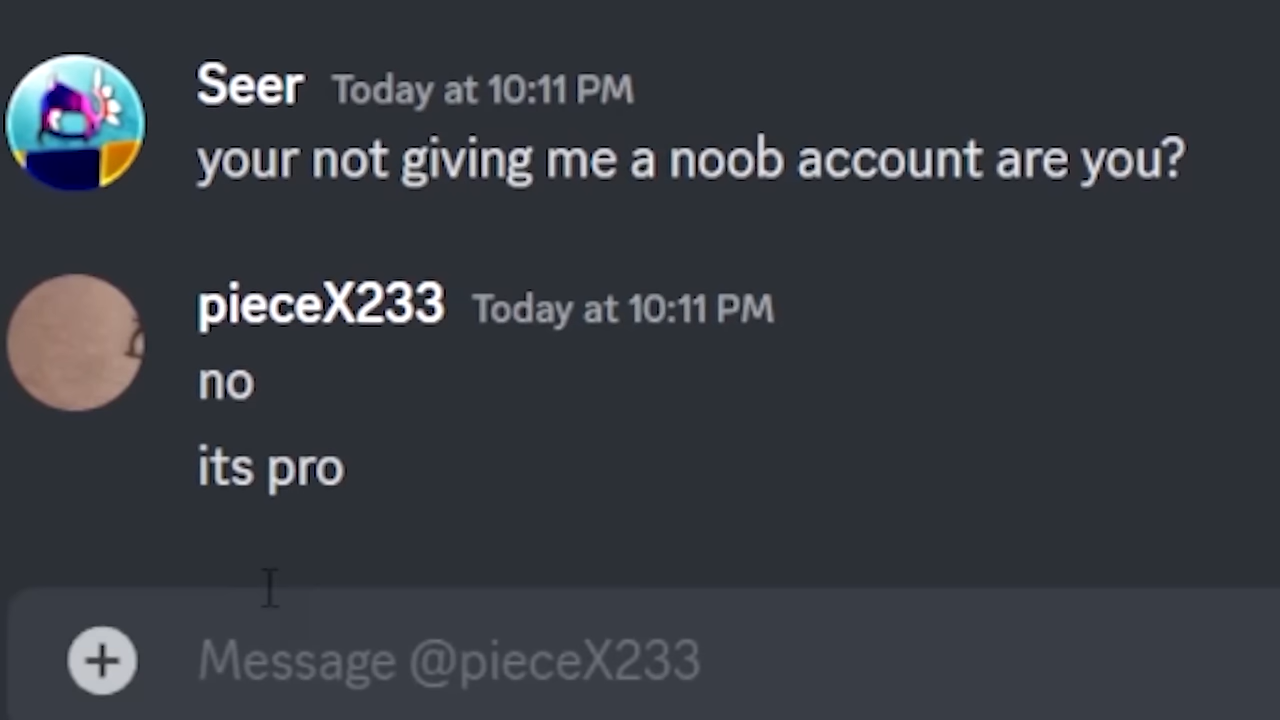 Seer Today at 10:11 PM
your not giving me a noob account are you?
pieceX233 Today at 10:11 PM
no
its pro
Message @pieceX233